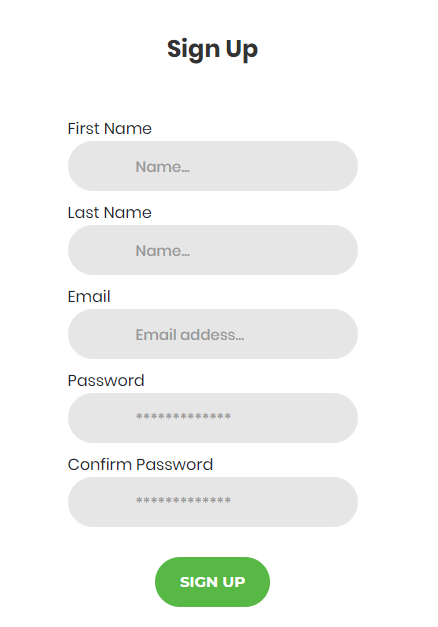 Sign Up
First Name
Name...
Last Name
Name...
Email
Email addess...
Password
*************
Confirm Password
*************
SIGN UP